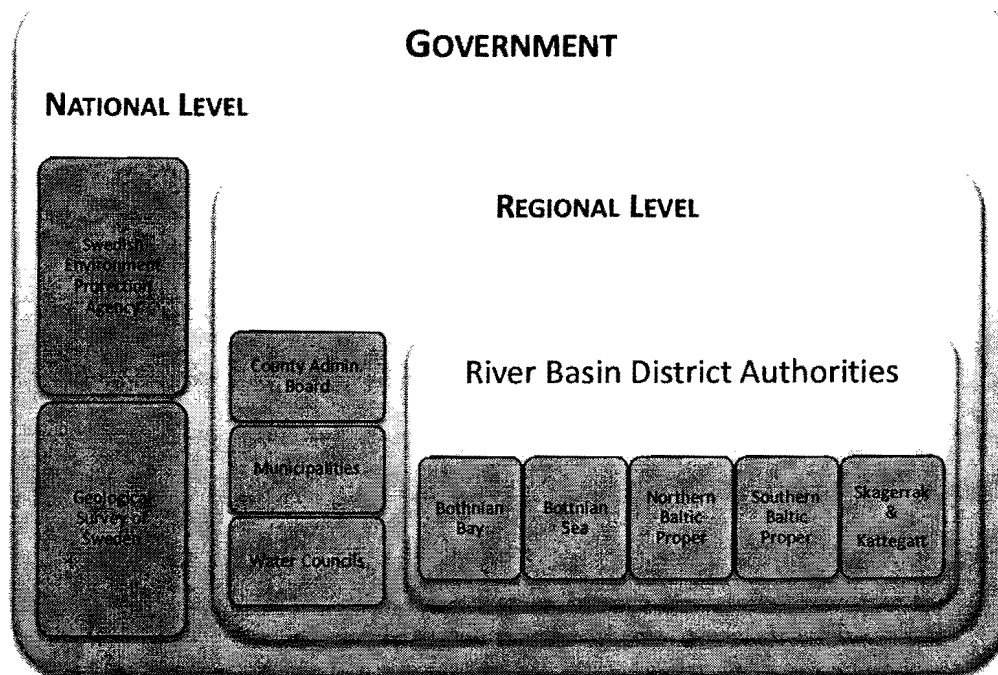 GOVERNMENT
NATIONAL LEVEL
Swedish
Environment
Protection
Agency
Geological
Survey of
Sweden
REGIONAL LEVEL
County Admin.
Board
Municipalities
Water Councils
River Basin District Authorities
Bothnian
Bay
Bothnian
Sea
Northern
Baltic
Proper
Southern
Baltic
Proper
Skagerrak
&
Kattegatt